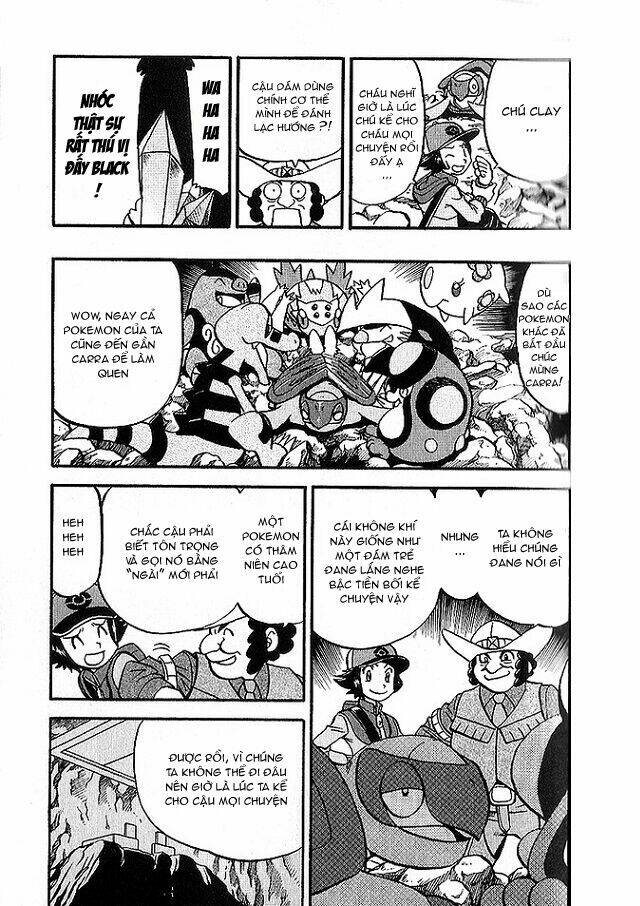 CHÚ CLAY
...
CHÁU NGHĨ
GIỜ LÀ LÚC
CHÚ KỂ CHO
CHÁU MỌI
CHUYỆN RỒI
ĐẤY Ạ
...
CẬU DÁM DÙNG
CHÍNH CƠ THỂ
MÌNH ĐỂ ĐÁNH
LẠC HƯỚNG ?!
WA
HA
HA
HA
NHÓC
THẬT SỰ
RẤT THÚ VỊ
ĐẤY BLACK
!
DÙ
SAO CÁC
POKEMON
KHÁC ĐÃ
BẮT ĐẦU
CHÚC
MỪNG
CARRA!
WOW, NGAY CẢ
POKEMON CỦA TA
CŨNG ĐẾN GẦN
CARRA ĐỂ LÀM
QUEN
TA KHÔNG
HIỂU CHÚNG
ĐANG NÓI GÌ
NHƯNG
...
CÁI KHÔNG KHÍ
NÀY GIỐNG NHƯ
MỘT ĐÁM TRẺ
ĐANG LẮNG NGHE
BẬC TIỀN BỐI KỂ
CHUYỆN VẬY
MỘT
POKEMON
CÓ THÂM
NIÊN CAO
TUỔI
CHẮC CẬU PHẢI
BIẾT TÔN TRỌNG
VÀ GỌI NÓ BẰNG
"NGÀI" MỚI PHẢI
HEH
HEH
HEH
ĐƯỢC RỒI, VÌ CHÚNG
TA KHÔNG THỂ ĐI ĐÂU
NÊN GIỜ LÀ LÚC TA KỂ
CHO CẬU MỌI CHUYỆN